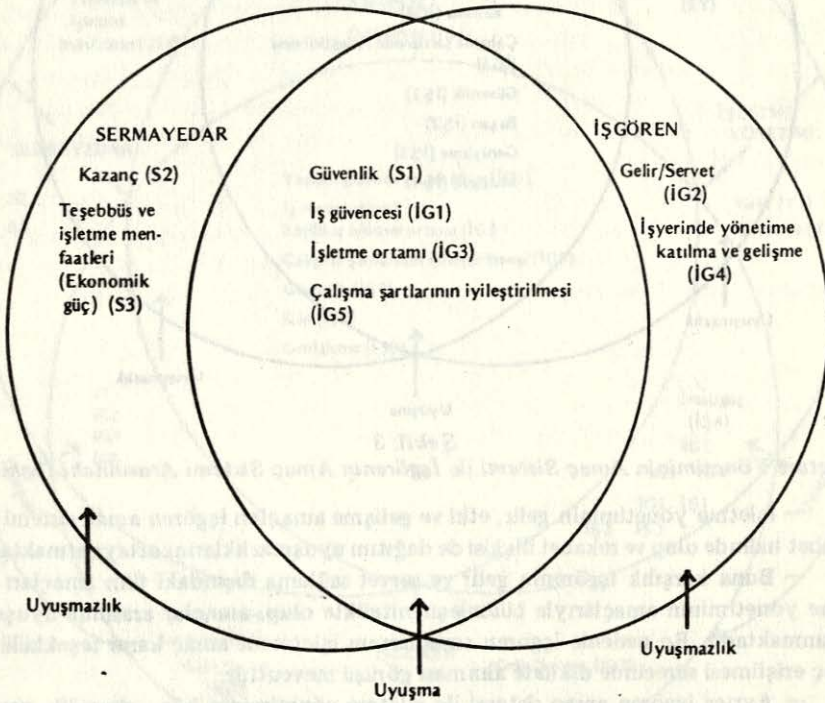 SERMAYEDAR
Kazanç (S2)
Teşebbüs ve
işletme men-
faatleri
(Ekonomik
güç) (S3)
Güvenlik (S1)
İş güvencesi (İG1)
İşletme ortamı (İG3)
Çalışma şartlarının iyileştirilmesi
(İG5)
İŞGÖREN
Gelir/Servet
(İG2)
İşyerinde yönetime
katılma ve gelişme
(İG4)
Uyuşmazlık
Uyuşma
Uyuşmazlık